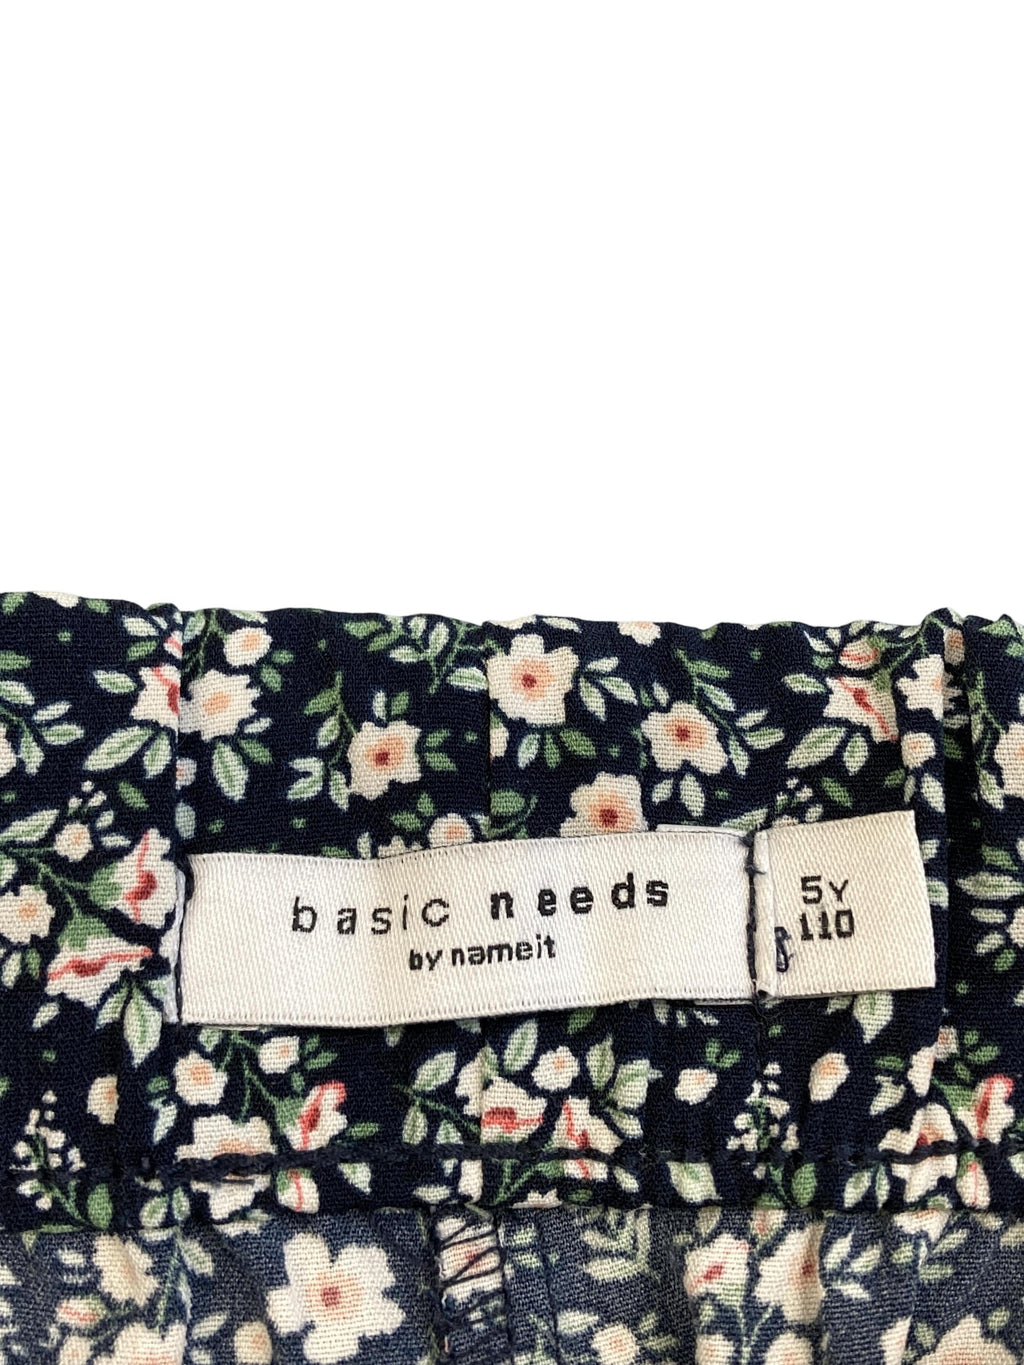 basic needs
by nameit
5Y
110